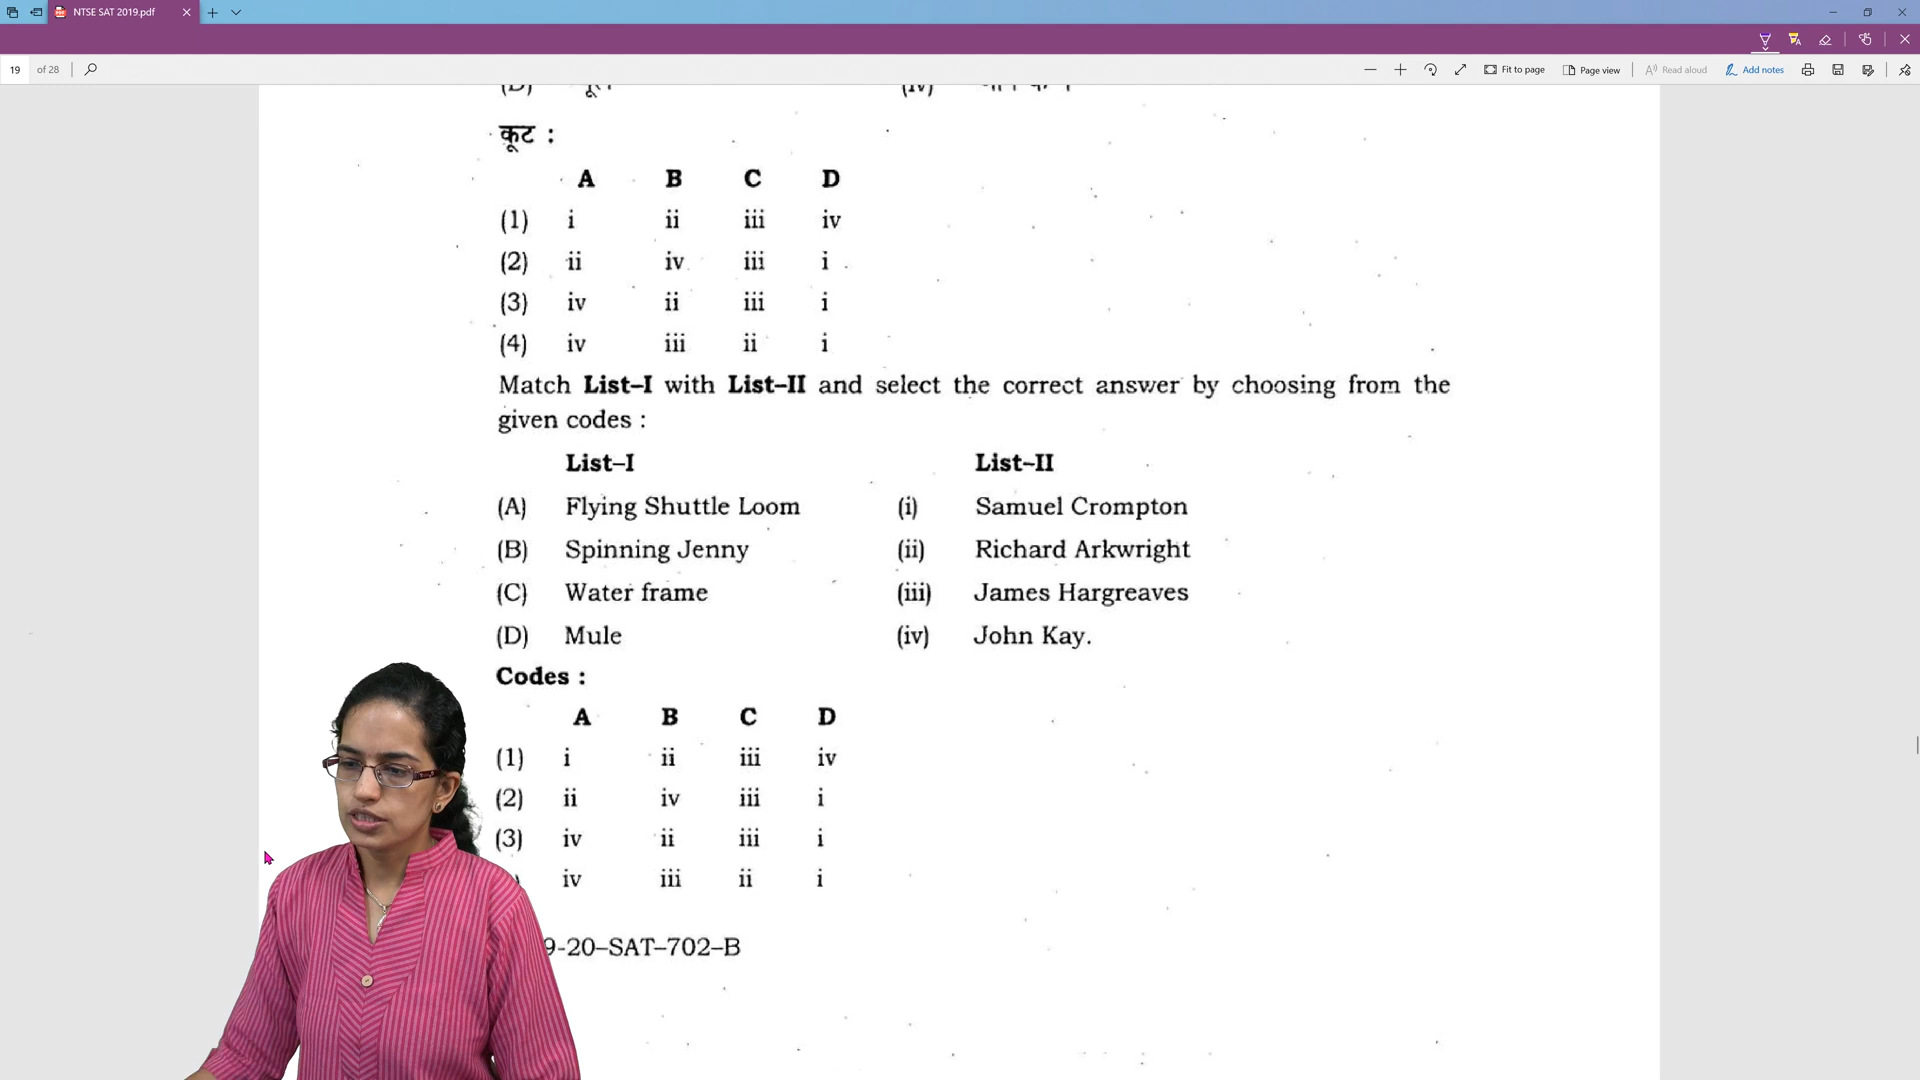 NTSE SAT 2019.pdf
19 of 28
Fit to page
Page view
Read aloud
Add notes
(D)
(iv)
कूट :
A B C D
(1) i ii iii iv
(2) ii iv iii i
(3) iv ii iii i
(4) iv iii ii i
Match List–I with List–II and select the correct answer by choosing from the
given codes :
List–I List–II
(A) Flying Shuttle Loom (i) Samuel Crompton
(B) Spinning Jenny (ii) Richard Arkwright
(C) Water frame (iii) James Hargreaves
(D) Mule (iv) John Kay.
Codes :
A B C D
(1) i ii iii iv
(2) ii iv iii i
(3) iv ii iii i
iv iii ii i
9-20–SAT–702–B